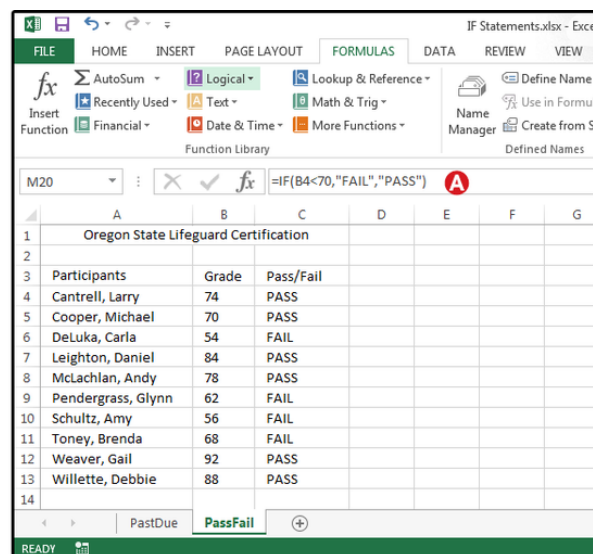 IF Statements.xlsx - Exce
FILE HOME INSERT PAGE LAYOUT FORMULAS DATA REVIEW VIEW
fx Σ AutoSum ? Logical Lookup & Reference Define Name
Insert Function Recently Used A Text θ Math & Trig Name Manager fx Use in Formu
Financial Date & Time More Functions Create from S
Function Library Defined Names
M20 fx =IF(B4<70,"FAIL","PASS") A
A B C D E F G
1 Oregon State Lifeguard Certification
2
3 Participants Grade Pass/Fail
4 Cantrell, Larry 74 PASS
5 Cooper, Michael 70 PASS
6 DeLuka, Carla 54 FAIL
7 Leighton, Daniel 84 PASS
8 McLachlan, Andy 78 PASS
9 Pendergrass, Glynn 62 FAIL
10 Schultz, Amy 56 FAIL
11 Toney, Brenda 68 FAIL
12 Weaver, Gail 92 PASS
13 Willette, Debbie 88 PASS
14
PastDue PassFail
READY